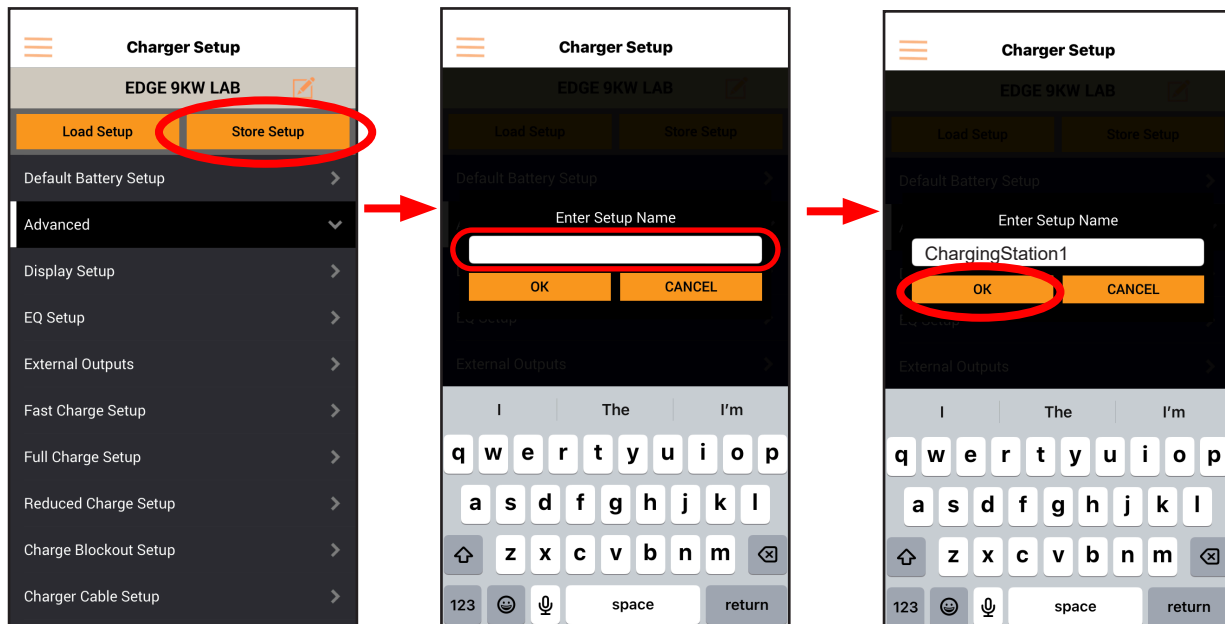 Charger Setup
EDGE 9KW LAB
Load Setup
Store Setup
Default Battery Setup
Advanced
Display Setup
EQ Setup
External Outputs
Fast Charge Setup
Full Charge Setup
Reduced Charge Setup
Charge Blockout Setup
Charger Cable Setup
Charger Setup
EDGE 9KW LAB
Load Setup
Store Setup
Default Battery Setup
Enter Setup Name
OK
CANCEL
EQ Setup
External Outputs
I
The
I'm
q w e r t y u i o p
a s d f g h j k l
z x c v b n m
123
space
return
Charger Setup
EDGE 9KW LAB
Load Setup
Store Setup
Default Battery Setup
Enter Setup Name
ChargingStation1
OK
CANCEL
EQ Setup
External Outputs
I
The
I'm
q w e r t y u i o p
a s d f g h j k l
z x c v b n m
123
space
return